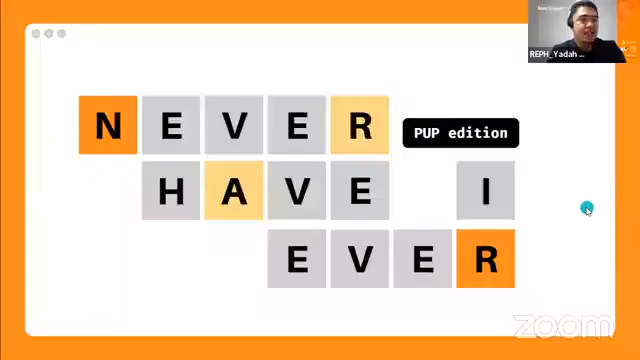 NEVER
PUP edition
HAVE I
EVER
REPH_Yadah ...
zoom